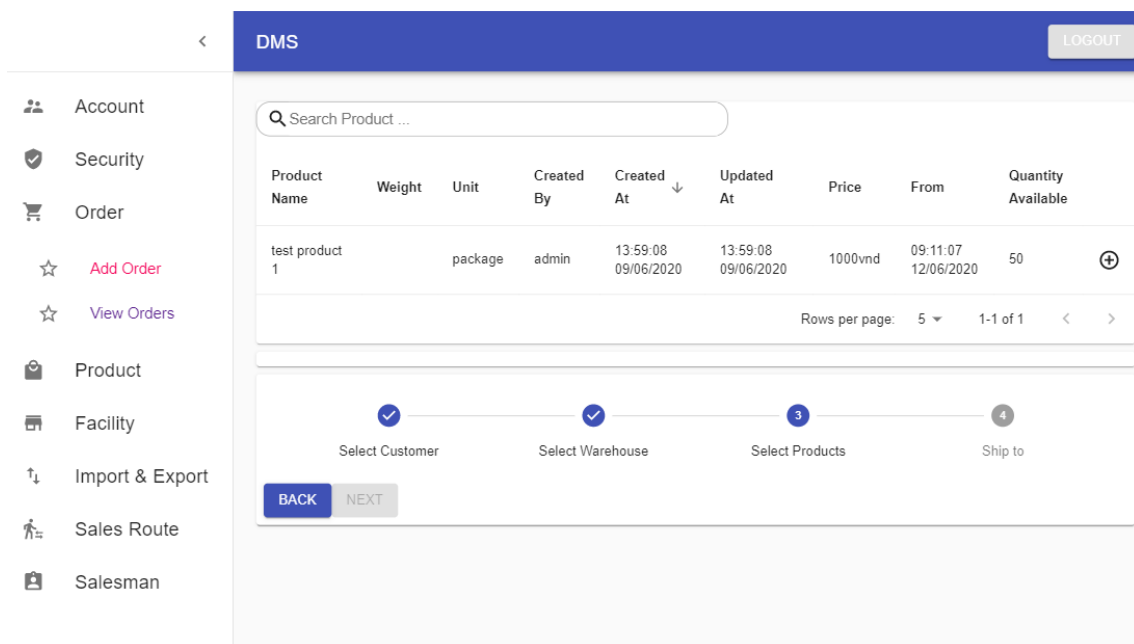 DMS
LOGOUT
Account
Security
Order
Add Order
View Orders
Product
Facility
Import & Export
Sales Route
Salesman
Search Product ...
Product Name Weight Unit Created By Created At Updated At Price From Quantity Available
test product 1 package admin 13:59:08 09/06/2020 13:59:08 09/06/2020 1000vnd 09:11:07 12/06/2020 50
Rows per page: 5 1-1 of 1
3 4
Select Customer Select Warehouse Select Products Ship to
BACK NEXT